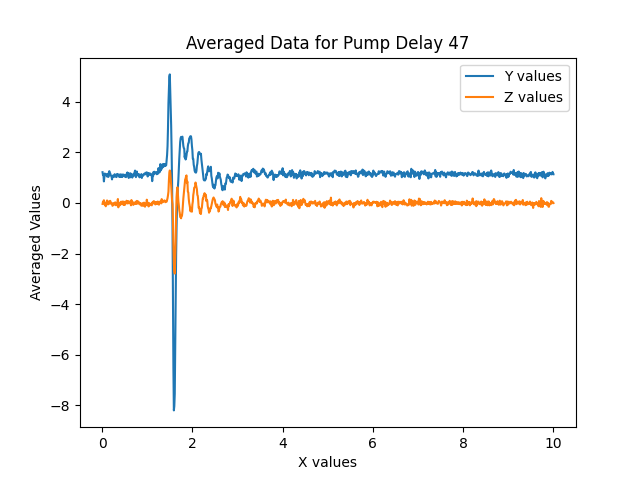 Averaged Data for Pump Delay 47
Y values
Z values
Averaged Values
4
2
0
−2
−4
−6
−8
0 2 4 6 8 10
X values